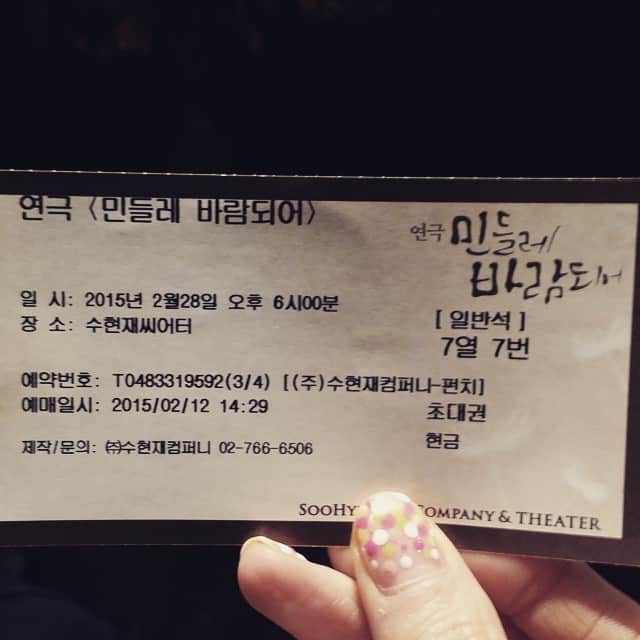 연극 <민들레 바람되어>
연극 민들레
바람되어
일 시: 2015년 2월28일 오후 6시00분
장 소: 수현재씨어터
[ 일반석 ]
7열 7번
예약번호: T0483319592(3/4) [(주)수현재컴퍼니-펀치]
예매일시: 2015/02/12 14:29
초대권
현금
제작/문의: ㈜수현재컴퍼니 02-766-6506
COMPANY & THEATER